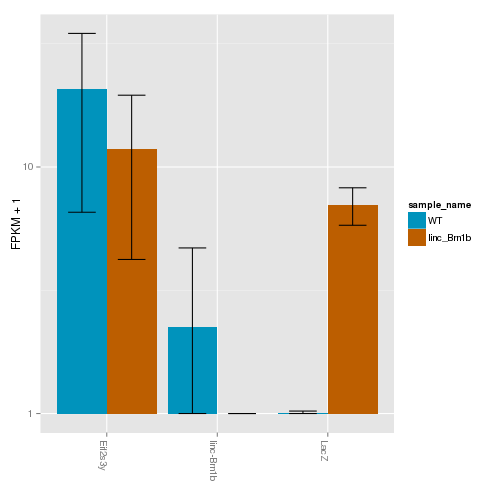 FPKM + 1
10
1
Eif2s3y
linc-Brn1b
LacZ
sample_name
WT
linc_Brn1b